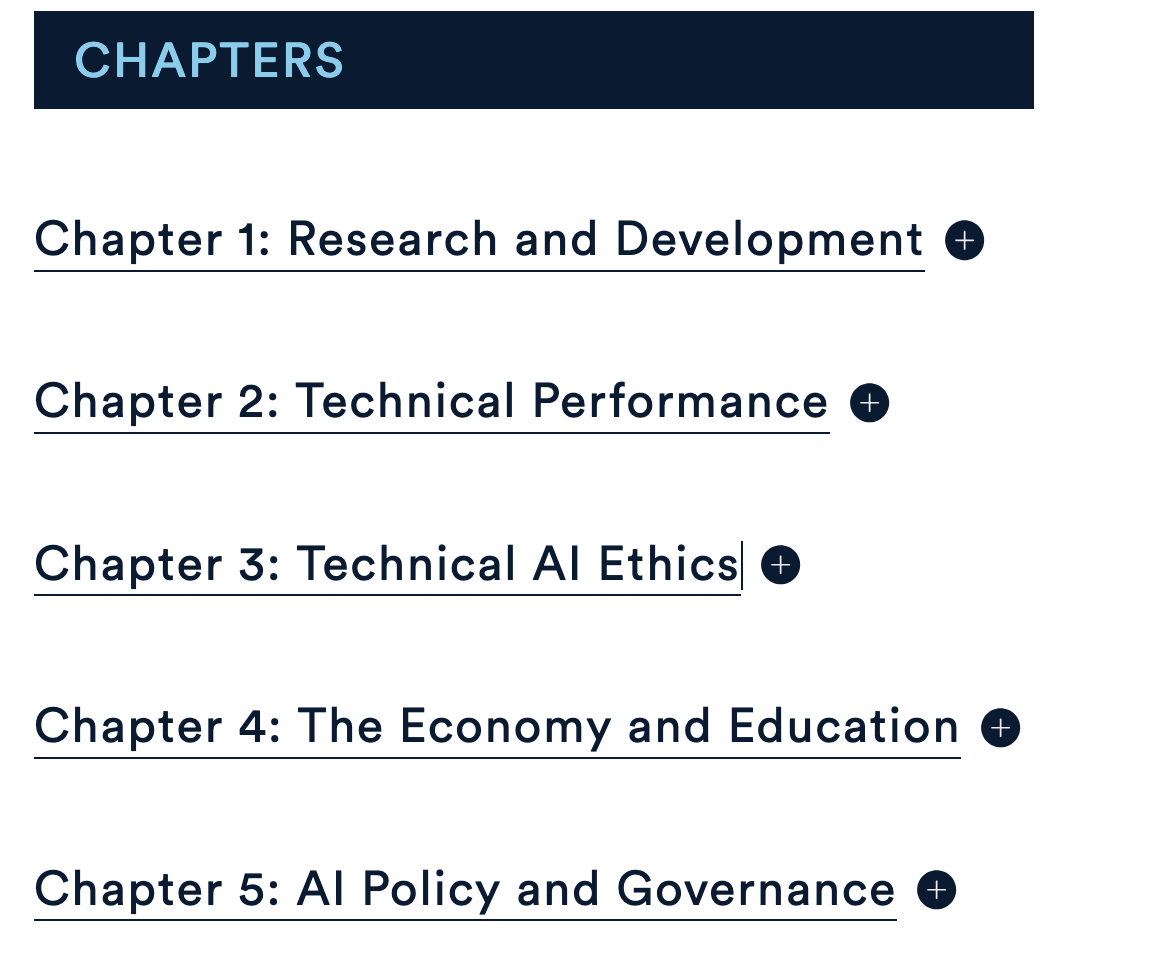 CHAPTERS
Chapter 1: Research and Development
Chapter 2: Technical Performance
Chapter 3: Technical AI Ethics
Chapter 4: The Economy and Education
Chapter 5: AI Policy and Governance